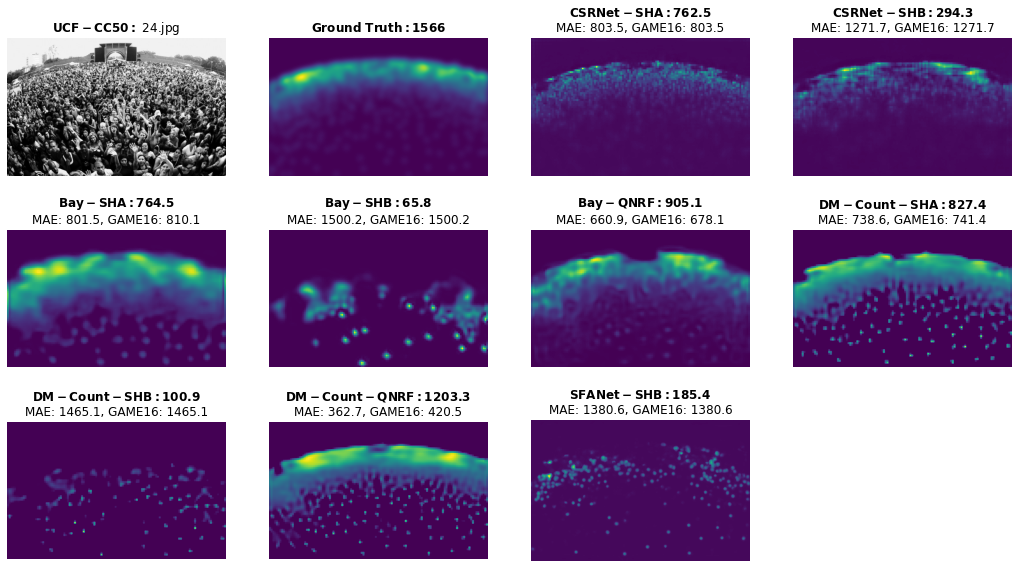 UCF − CC50 : 24.jpg
Ground Truth : 1566
CSRNet − SHA : 762.5
MAE: 803.5, GAME16: 803.5
CSRNet − SHB : 294.3
MAE: 1271.7, GAME16: 1271.7
Bay − SHA : 764.5
MAE: 801.5, GAME16: 810.1
Bay − SHB : 65.8
MAE: 1500.2, GAME16: 1500.2
Bay − QNRF : 905.1
MAE: 660.9, GAME16: 678.1
DM − Count − SHA : 827.4
MAE: 738.6, GAME16: 741.4
DM − Count − SHB : 100.9
MAE: 1465.1, GAME16: 1465.1
DM − Count − QNRF : 1203.3
MAE: 362.7, GAME16: 420.5
SFANet − SHB : 185.4
MAE: 1380.6, GAME16: 1380.6